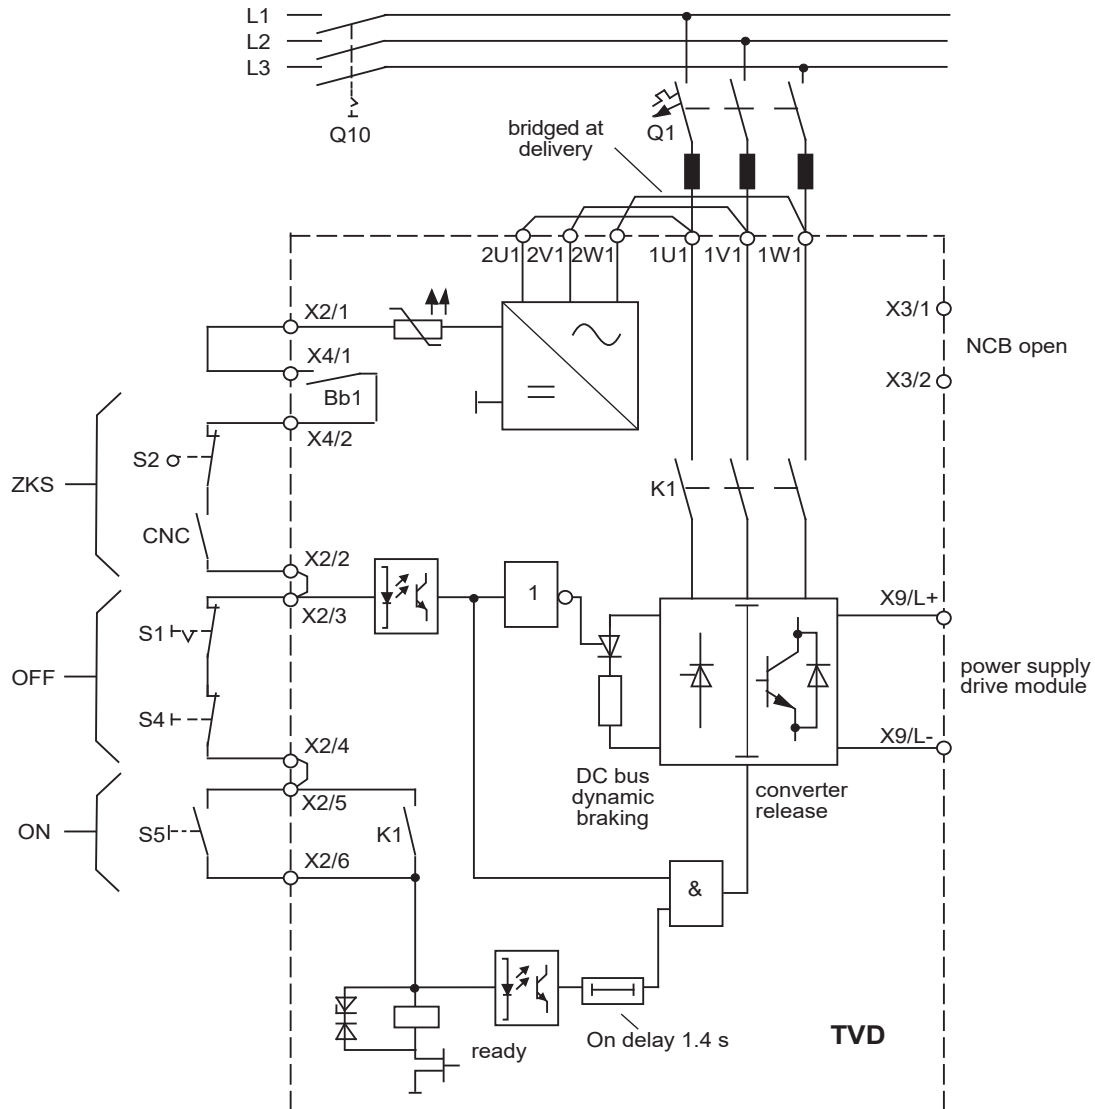 L1
L2
L3
Q10
Q1
bridged at
delivery
2U1 2V1 2W1 1U1 1V1 1W1
X2/1
X3/1
NCB open
X4/1
X3/2
Bb1
X4/2
S2
ZKS
K1
CNC
X2/2
1
X9/L+
X2/3
S1
OFF
power supply
drive module
S4
X9/L-
X2/4
DC bus
dynamic
braking
converter
release
X2/5
ON
S5
K1
X2/6
&
On delay 1.4 s
ready
TVD